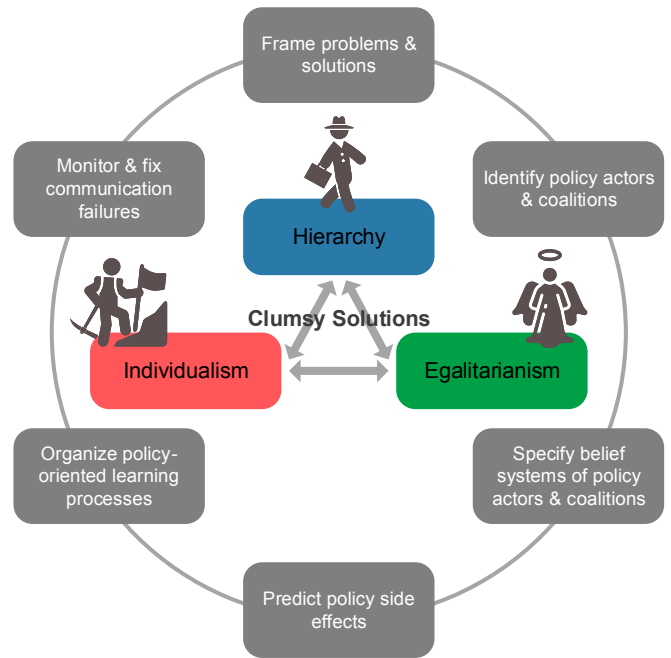 Frame problems &
solutions
Monitor & fix
communication
failures
Identify policy actors
& coalitions
Hierarchy
Clumsy Solutions
Individualism
Egalitarianism
Organize policy-
oriented learning
processes
Specify belief
systems of policy
actors & coalitions
Predict policy side
effects